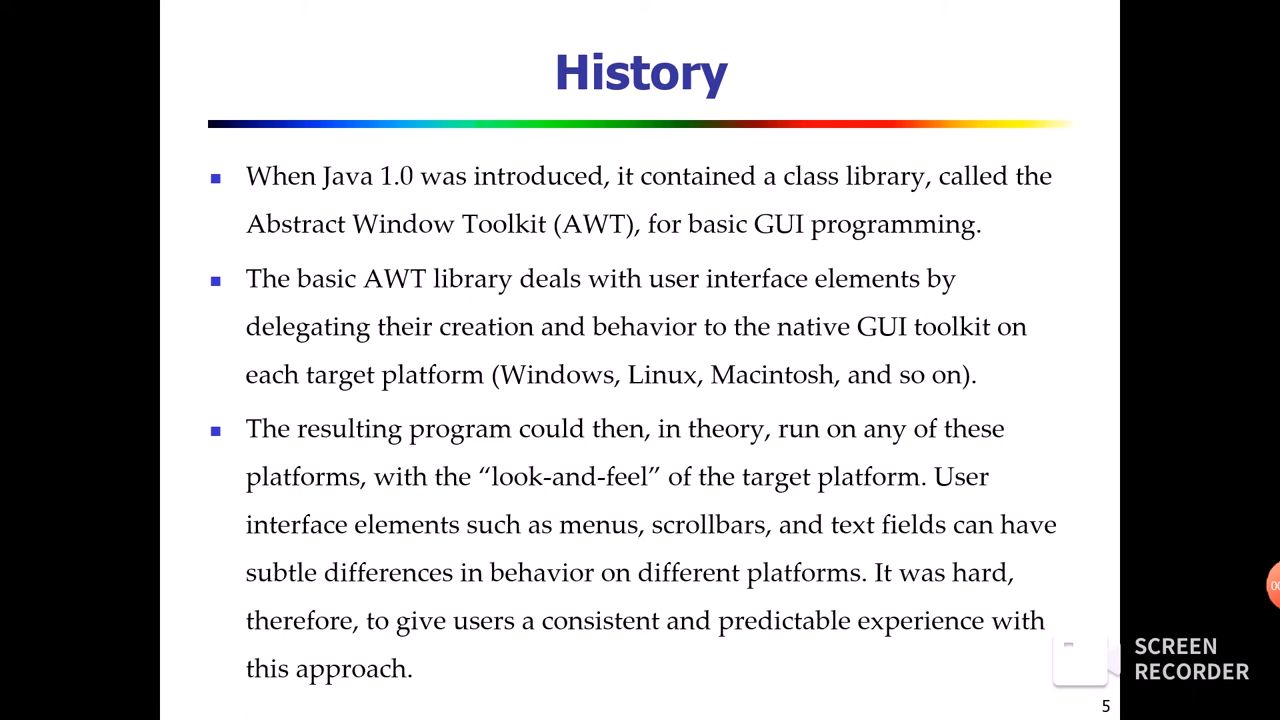 History
When Java 1.0 was introduced, it contained a class library, called the
Abstract Window Toolkit (AWT), for basic GUI programming.
The basic AWT library deals with user interface elements by
delegating their creation and behavior to the native GUI toolkit on
each target platform (Windows, Linux, Macintosh, and so on).
The resulting program could then, in theory, run on any of these
platforms, with the “look-and-feel” of the target platform. User
interface elements such as menus, scrollbars, and text fields can have
subtle differences in behavior on different platforms. It was hard,
therefore, to give users a consistent and predictable experience with
this approach.
SCREEN
RECORDER
5